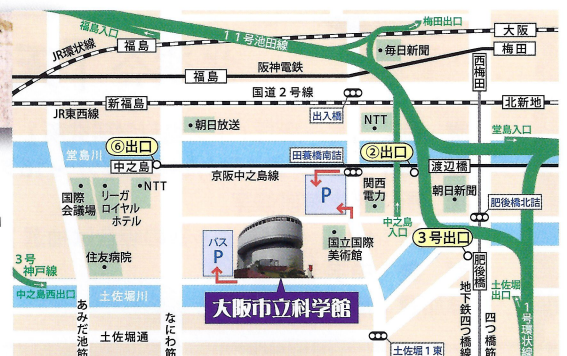 福島入口
梅田出口
11号池田線
大阪
JR環状線
福島
毎日新聞
梅田
阪神電鉄
福島
西梅田
国道2号線
新福島
北新地
JR東西線
出入橋
NTT
朝日放送
堂島入口
⑥出口
②出口
堂島川
田蓑橋南詰
中之島
渡辺橋
京阪中之島線
国際
会議場
リーガ
ロイヤル
ホテル
NTT
P
関西
電力
朝日新聞
肥後橋北詰
中之島
入口
3号出口
バス
P
国立国際
美術館
3号
神戸線
住友病院
肥後橋
中之島西出口
土佐堀川
大阪市立科学館
土佐堀
出口
あみだ池筋
なにわ筋
地下鉄四つ橋線
四つ橋筋
1号環状線
土佐堀通
土佐堀1東